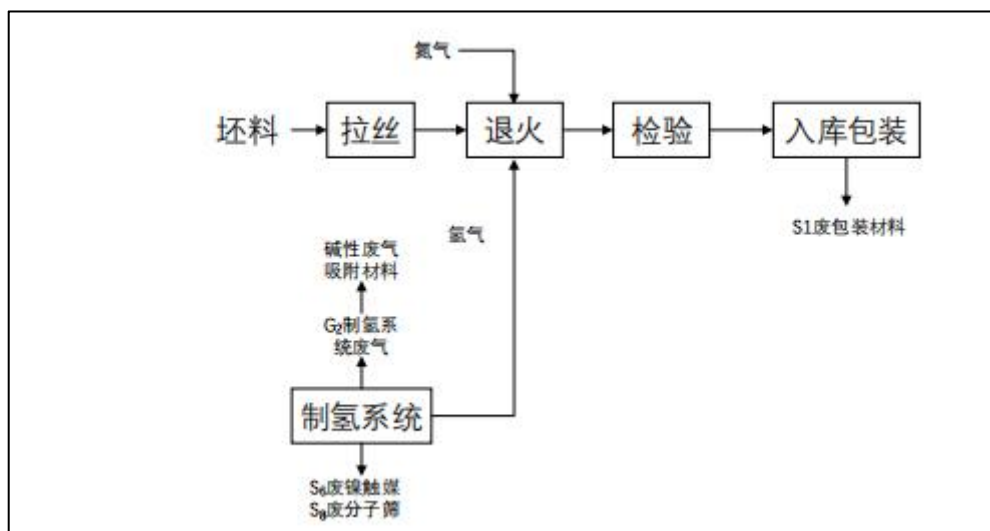 氮气
坯料
拉丝
退火
检验
入库包装
氢气
S1废包装材料
碱性废气
吸附材料
G₂制氢系
统废气
制氢系统
S₆废镍触媒
S₈废分子筛